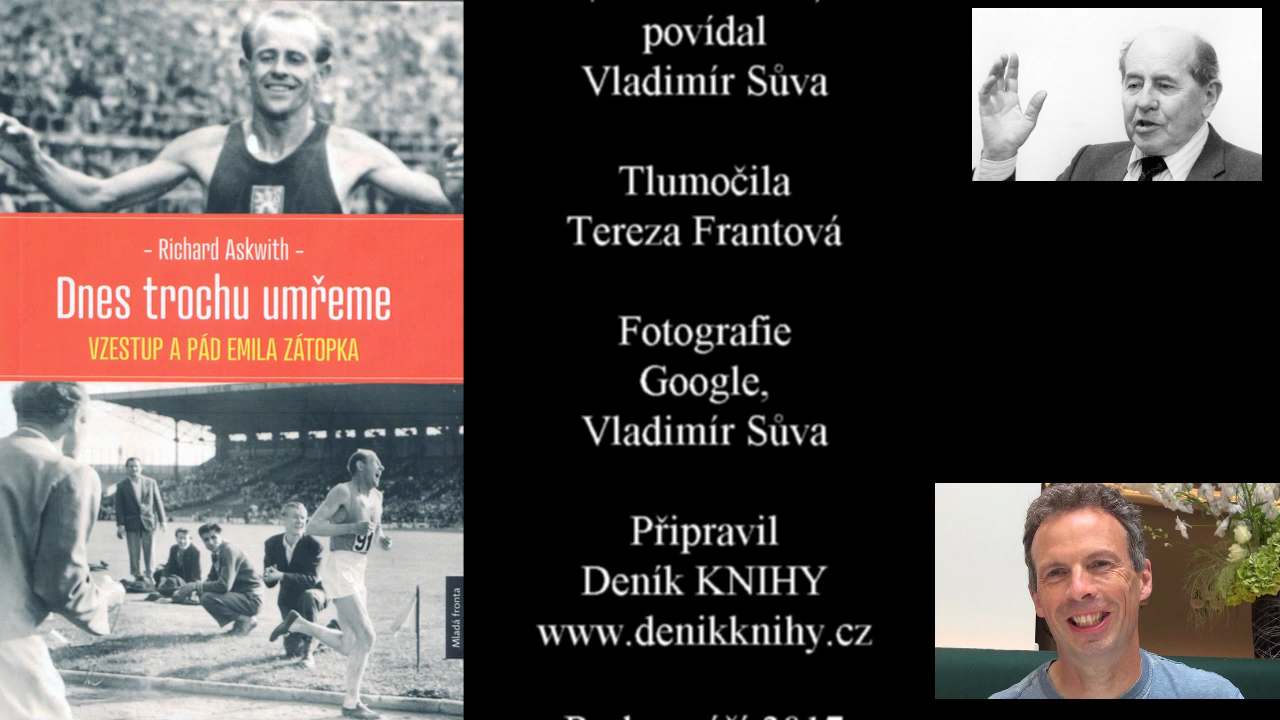 – Richard Askwith –
Dnes trochu umřeme
VZESTUP A PÁD EMILA ZÁTOPKA
91
Mladá fronta
povídal
Vladimír Sůva
Tlumočila
Tereza Frantová
Fotografie
Google,
Vladimír Sůva
Připravil
Deník KNIHY
www.denikknihy.cz